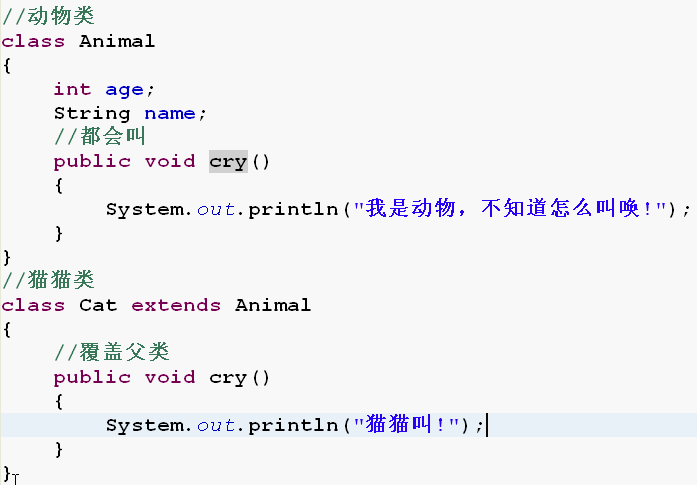 //动物类
class Animal
{
    int age;
    String name;
    //都会叫
    public void cry()
    {
        System.out.println("我是动物，不知道怎么叫唤!");
    }
}
//猫猫类
class Cat extends Animal
{
    //覆盖父类
    public void cry()
    {
        System.out.println("猫猫叫!");
    }
}